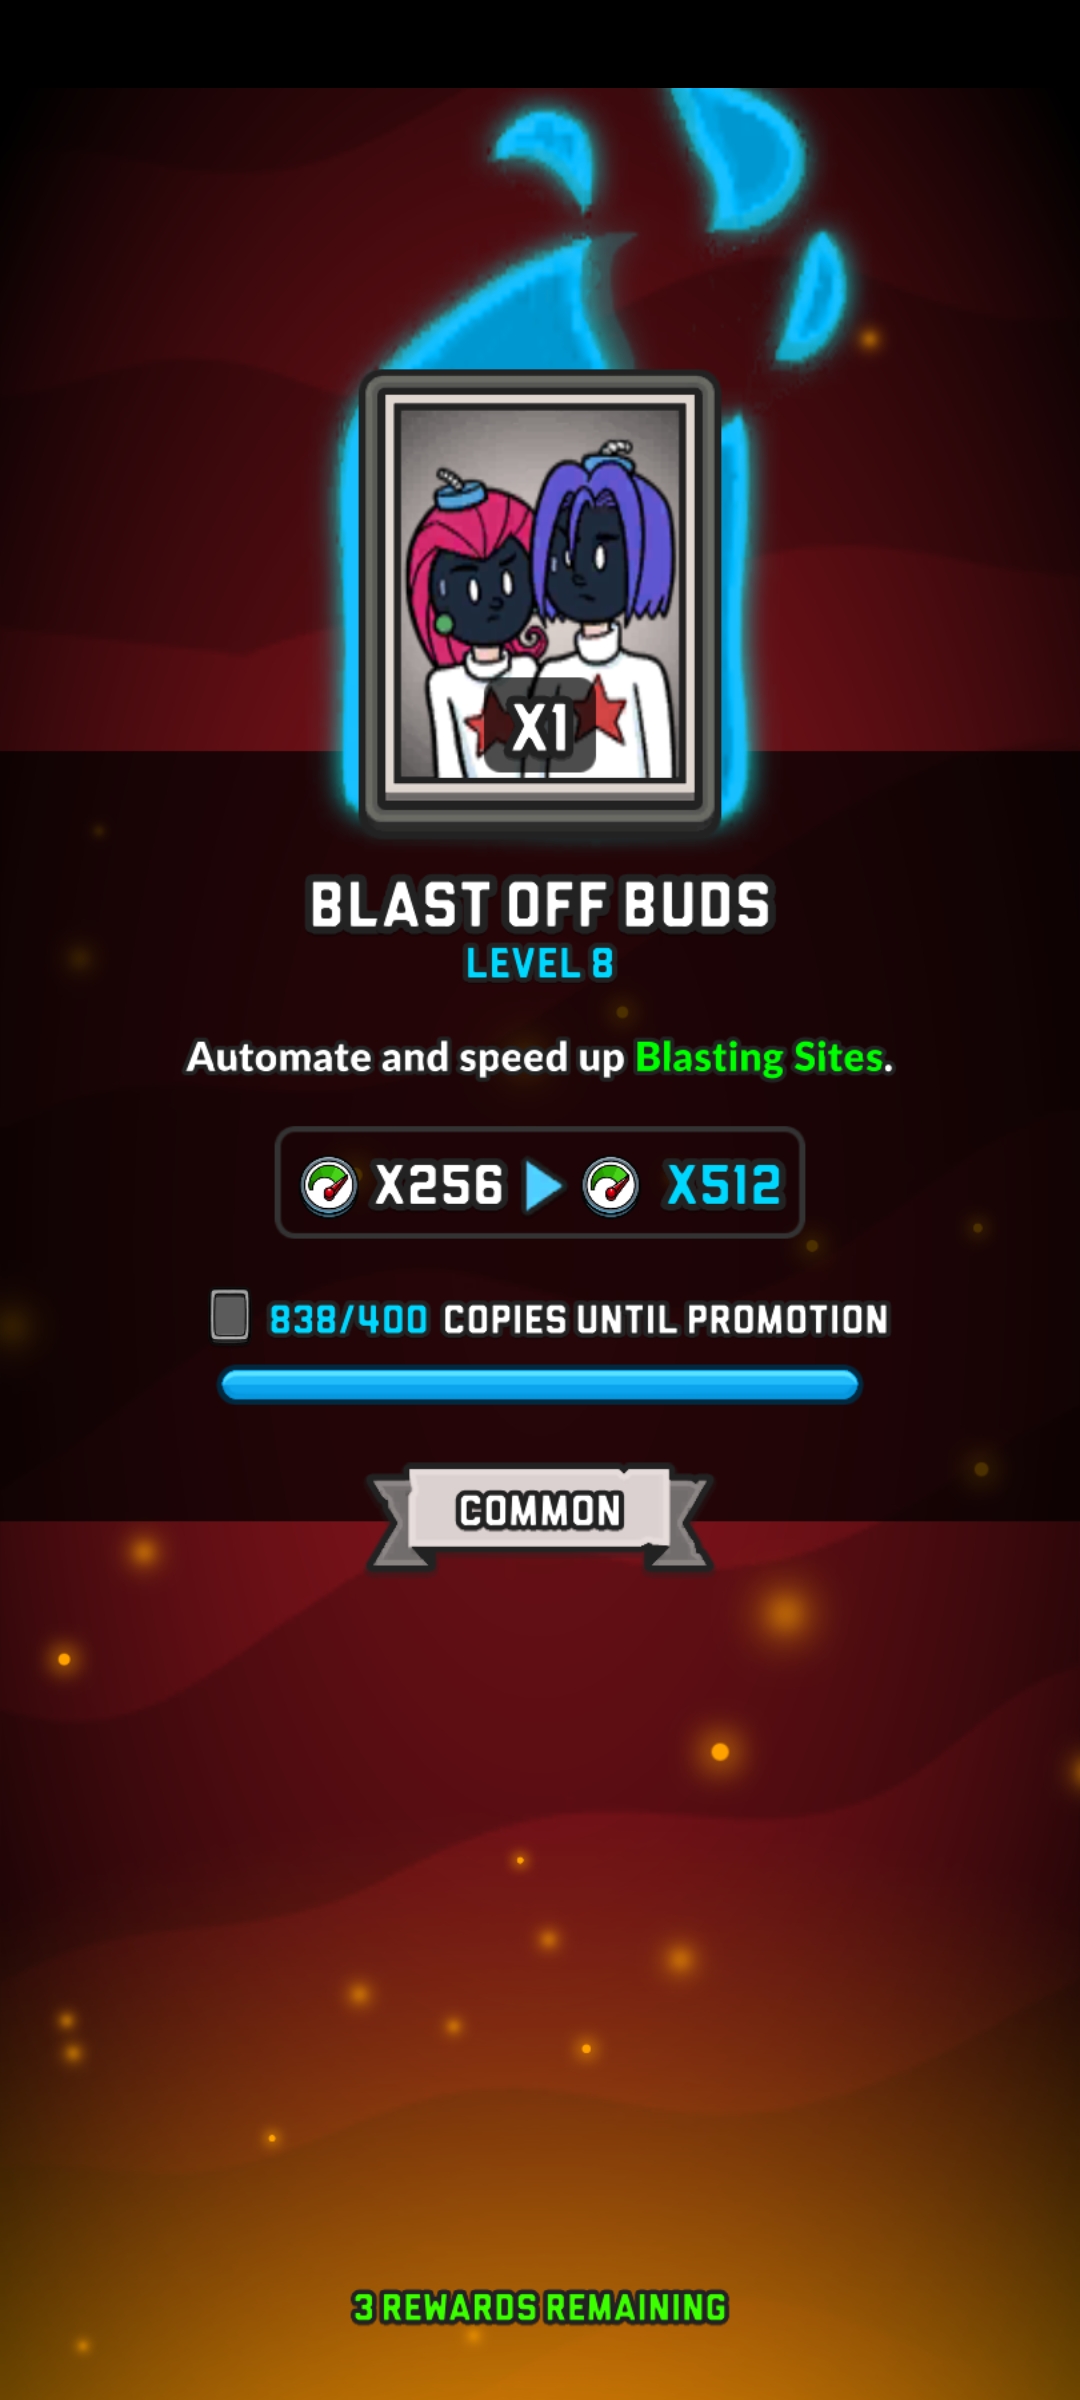 X1
BLAST OFF BUDS
LEVEL 8
Automate and speed up Blasting Sites.
X256 X512
838/400 COPIES UNTIL PROMOTION
COMMON
3 REWARDS REMAINING